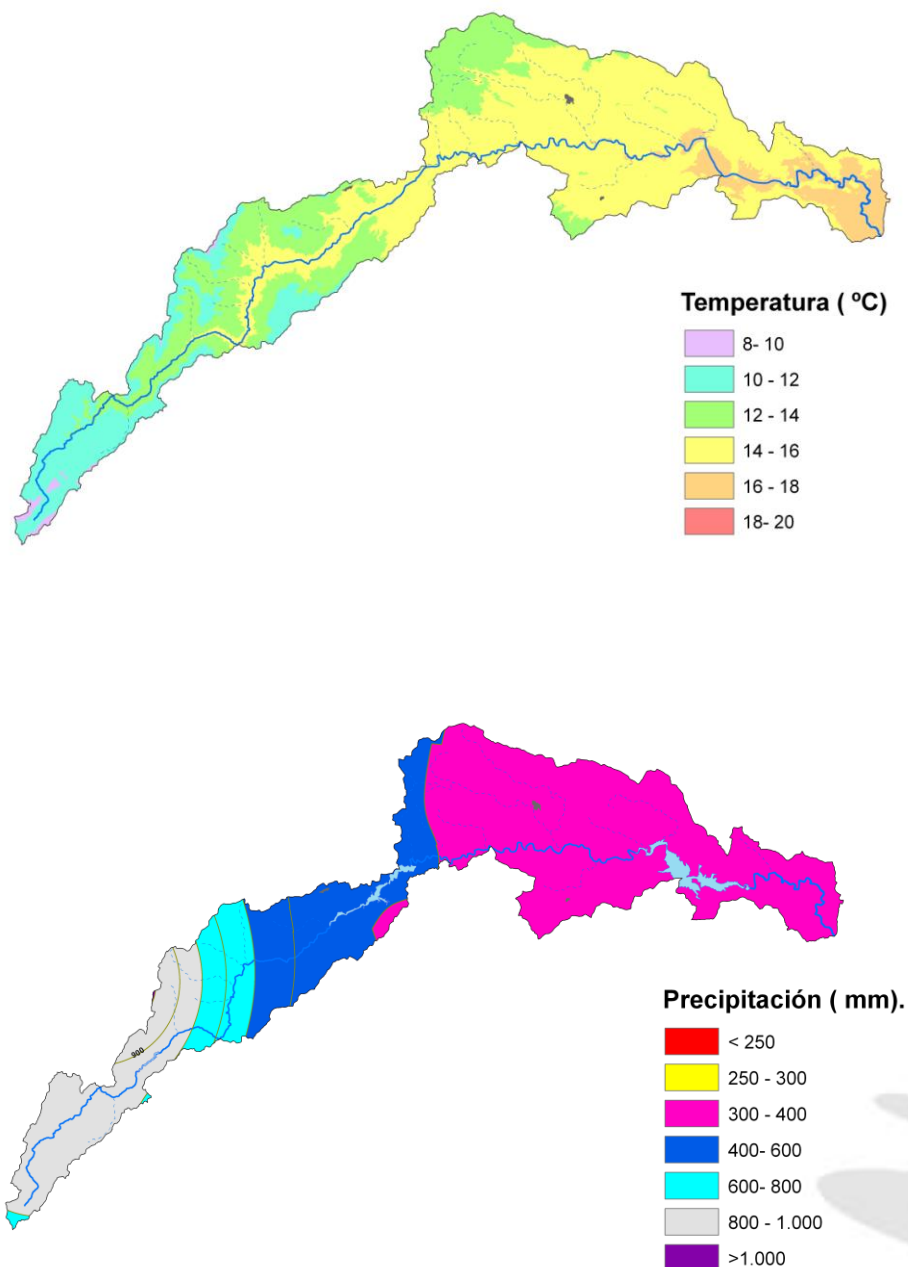 Temperatura ( ºC)
8- 10
10 - 12
12 - 14
14 - 16
16 - 18
18- 20
900
Precipitación ( mm).
< 250
250 - 300
300 - 400
400- 600
600- 800
800 - 1.000
>1.000